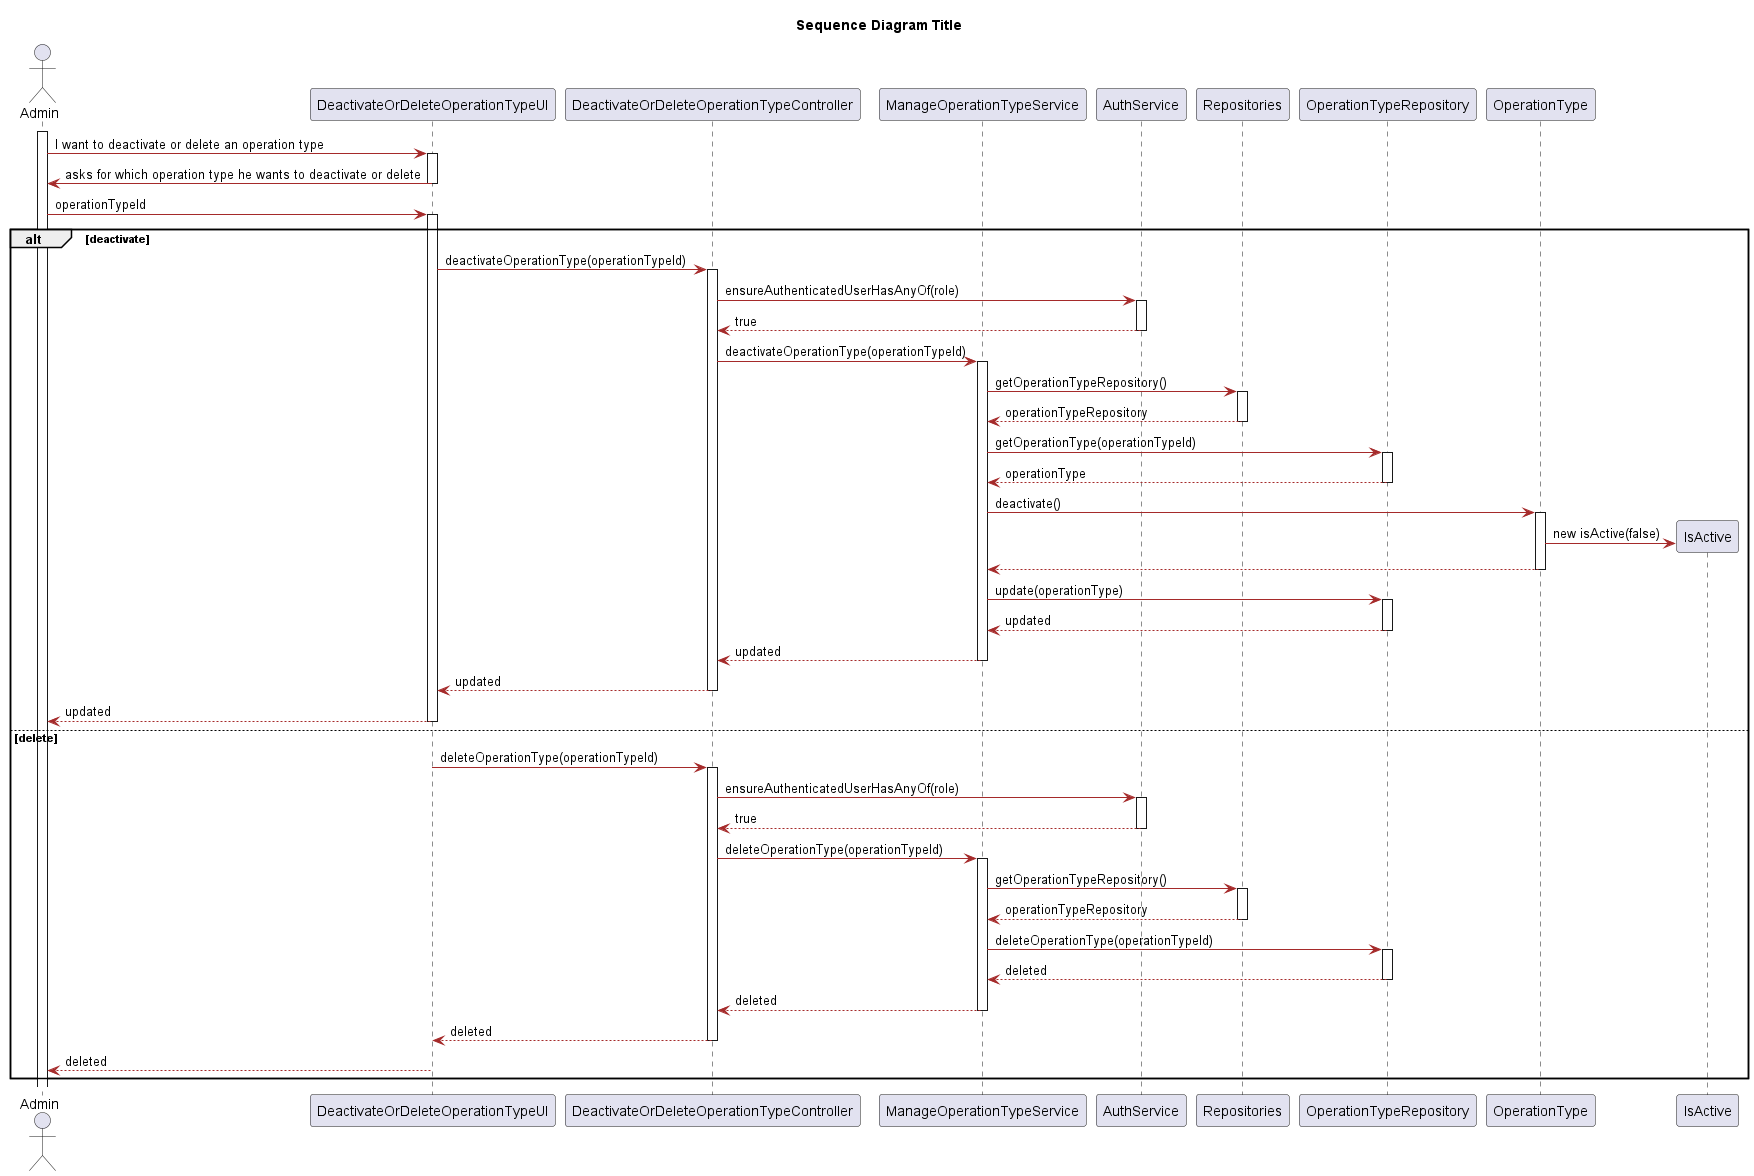 Sequence Diagram Title
Admin
DeactivateOrDeleteOperationTypeUI
DeactivateOrDeleteOperationTypeController
ManageOperationTypeService
AuthService
Repositories
OperationTypeRepository
OperationType
I want to deactivate or delete an operation type
asks for which operation type he wants to deactivate or delete
operationTypeId
alt
[deactivate]
deactivateOperationType(operationTypeId)
ensureAuthenticatedUserHasAnyOf(role)
true
deactivateOperationType(operationTypeId)
getOperationTypeRepository()
operationTypeRepository
getOperationType(operationTypeId)
operationType
deactivate()
new isActive(false)
IsActive
update(operationType)
updated
updated
updated
updated
[delete]
deleteOperationType(operationTypeId)
ensureAuthenticatedUserHasAnyOf(role)
true
deleteOperationType(operationTypeId)
getOperationTypeRepository()
operationTypeRepository
deleteOperationType(operationTypeId)
deleted
deleted
deleted
deleted
Admin
DeactivateOrDeleteOperationTypeUI
DeactivateOrDeleteOperationTypeController
ManageOperationTypeService
AuthService
Repositories
OperationTypeRepository
OperationType
IsActive